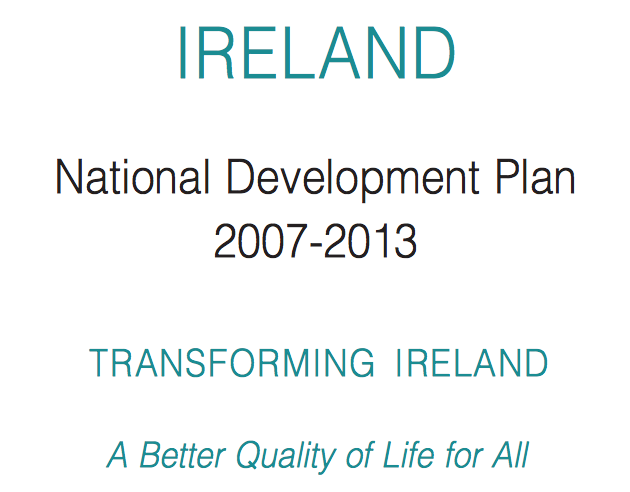 IRELAND
National Development Plan
2007-2013
TRANSFORMING IRELAND
A Better Quality of Life for All